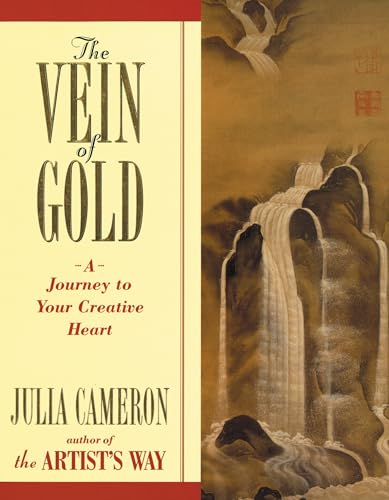 The
VEIN
of
GOLD
··· A ···
Journey to
Your Creative
Heart
JULIA CAMERON
author of
the ARTIST'S WAY